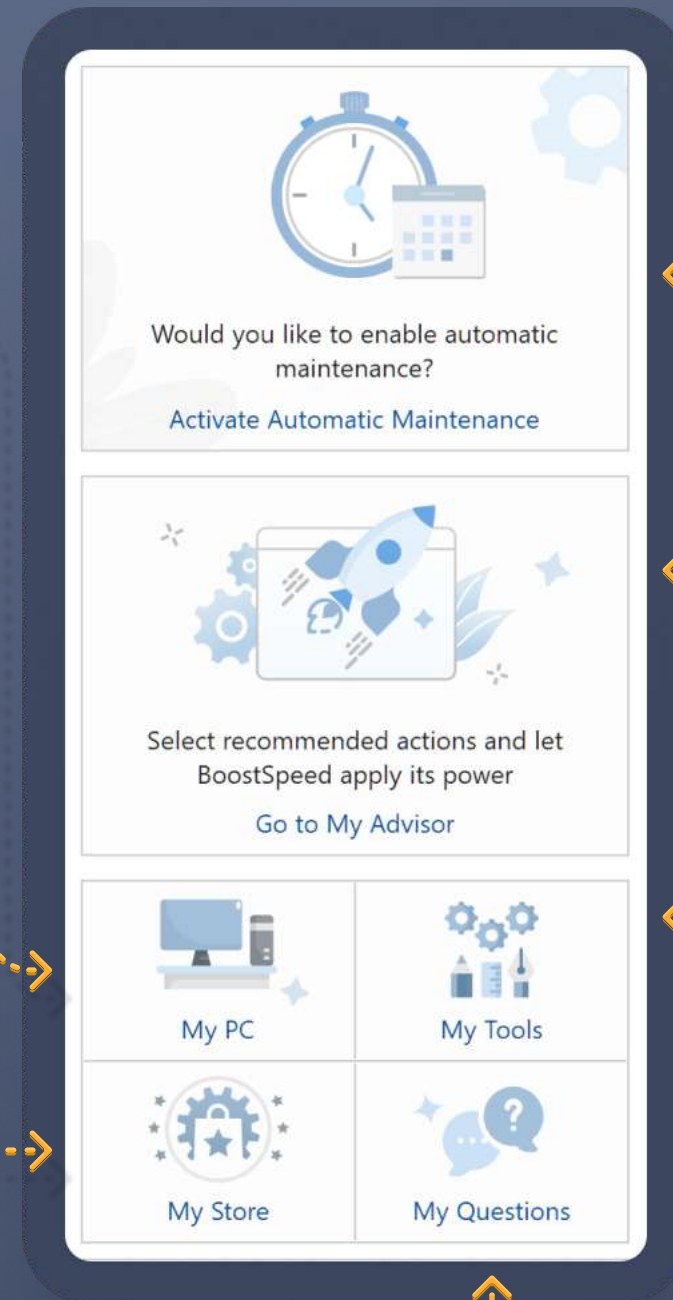 Would you like to enable automatic
maintenance?
Activate Automatic Maintenance
Select recommended actions and let
BoostSpeed apply its power
Go to My Advisor
My PC
My Tools
My Store
My Questions